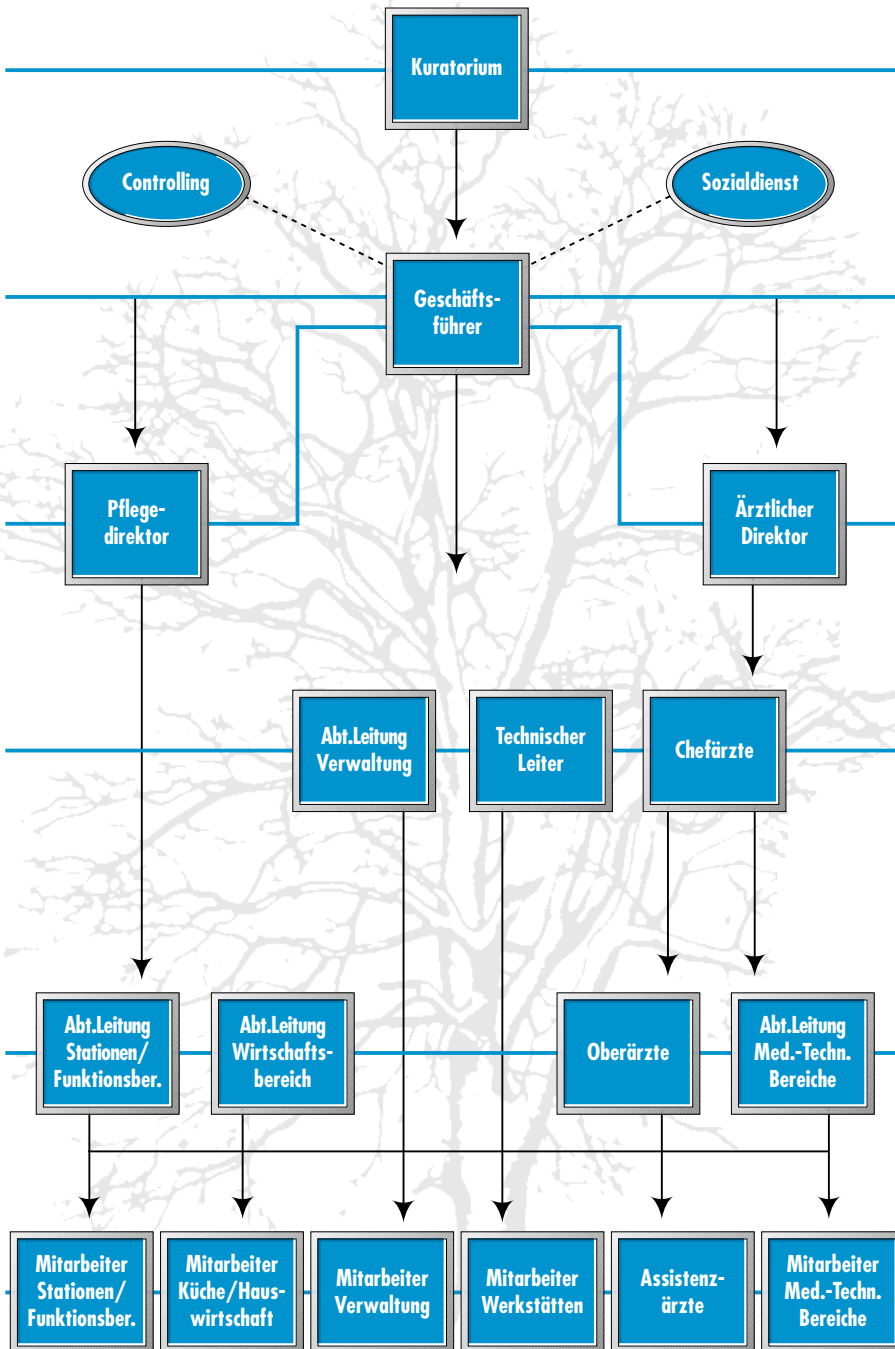 Kuratorium
Controlling
Sozialdienst
Geschäfts-
führer
Pflege-
direktor
Ärztlicher
Direktor
Abt.Leitung
Verwaltung
Technischer
Leiter
Chefärzte
Abt.Leitung
Stationen/
Funktionsber.
Abt.Leitung
Wirtschafts-
bereich
Oberärzte
Abt.Leitung
Med.-Techn.
Bereiche
Mitarbeiter
Stationen/
Funktionsber.
Mitarbeiter
Küche/Haus-
wirtschaft
Mitarbeiter
Verwaltung
Mitarbeiter
Werkstätten
Assistenz-
ärzte
Mitarbeiter
Med.-Techn.
Bereiche